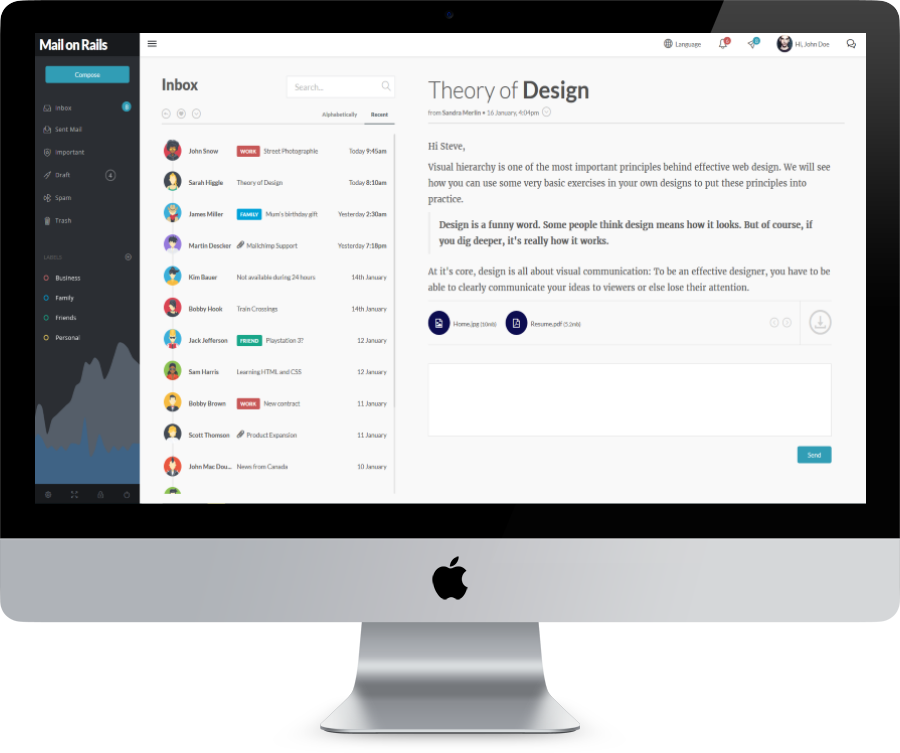 Mail on Rails
Language
Hi, John Doe
Compose
Inbox
Sent Mail
Important
Draft 4
Spam
Trash
LABELS
Business
Family
Friends
Personal
Inbox
Search...
Alphabetically Recent
John Snow WORK Street Photographie Today 9:45am
Sarah Higgle Theory of Design Today 8:10am
James Miller FAMILY Mum's birthday gift Yesterday 2:30am
Martin Descker Mailchimp Support Yesterday 7:18pm
Kim Bauer Not available during 24 hours 14th January
Bobby Hook Train Crossings 14th January
Jack Jefferson FRIEND Playstation 3? 12 January
Sam Harris Learning HTML and CSS 12 January
Bobby Brown WORK New contract 11 January
Scott Thomson Product Expansion 11 January
John Mac Dou... News from Canada 10 January
Theory of Design
from Sandra Merlin • 16 January, 4:04pm
Hi Steve,
Visual hierarchy is one of the most important principles behind effective web design. We will see
how you can use some very basic exercises in your own designs to put these principles into
practice.
Design is a funny word. Some people think design means how it looks. But of course, if
you dig deeper, it's really how it works.
At it's core, design is all about visual communication: To be an effective designer, you have to be
able to clearly communicate your ideas to viewers or else lose their attention.
Home.jpg
Resume.pdf
Send